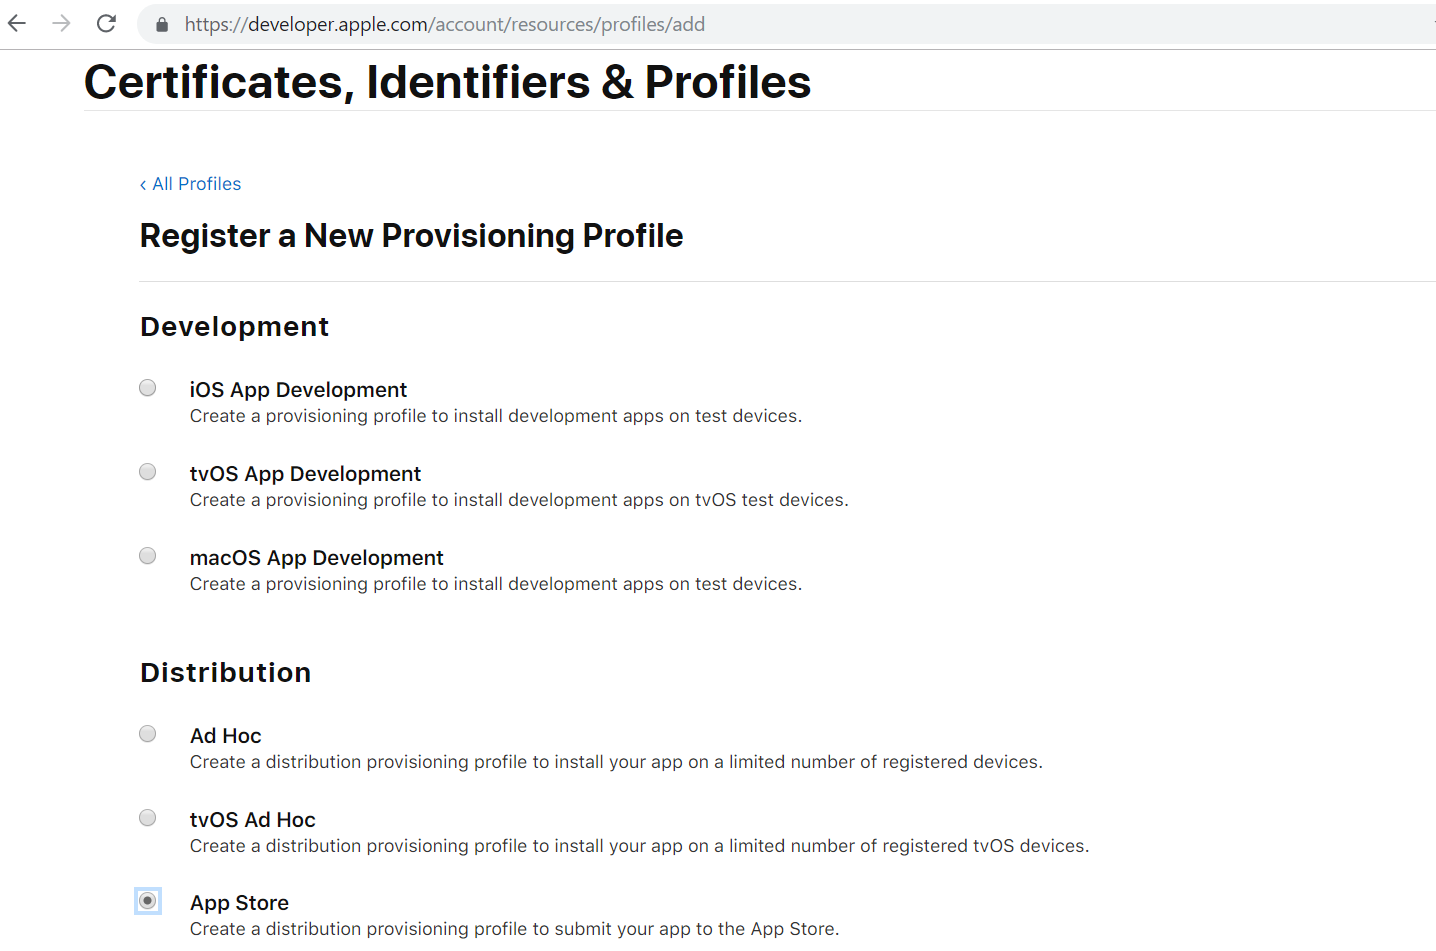 https://developer.apple.com/account/resources/profiles/add
Certificates, Identifiers & Profiles
‹ All Profiles
Register a New Provisioning Profile
Development
iOS App Development
Create a provisioning profile to install development apps on test devices.
tvOS App Development
Create a provisioning profile to install development apps on tvOS test devices.
macOS App Development
Create a provisioning profile to install development apps on test devices.
Distribution
Ad Hoc
Create a distribution provisioning profile to install your app on a limited number of registered devices.
tvOS Ad Hoc
Create a distribution provisioning profile to install your app on a limited number of registered tvOS devices.
App Store
Create a distribution provisioning profile to submit your app to the App Store.